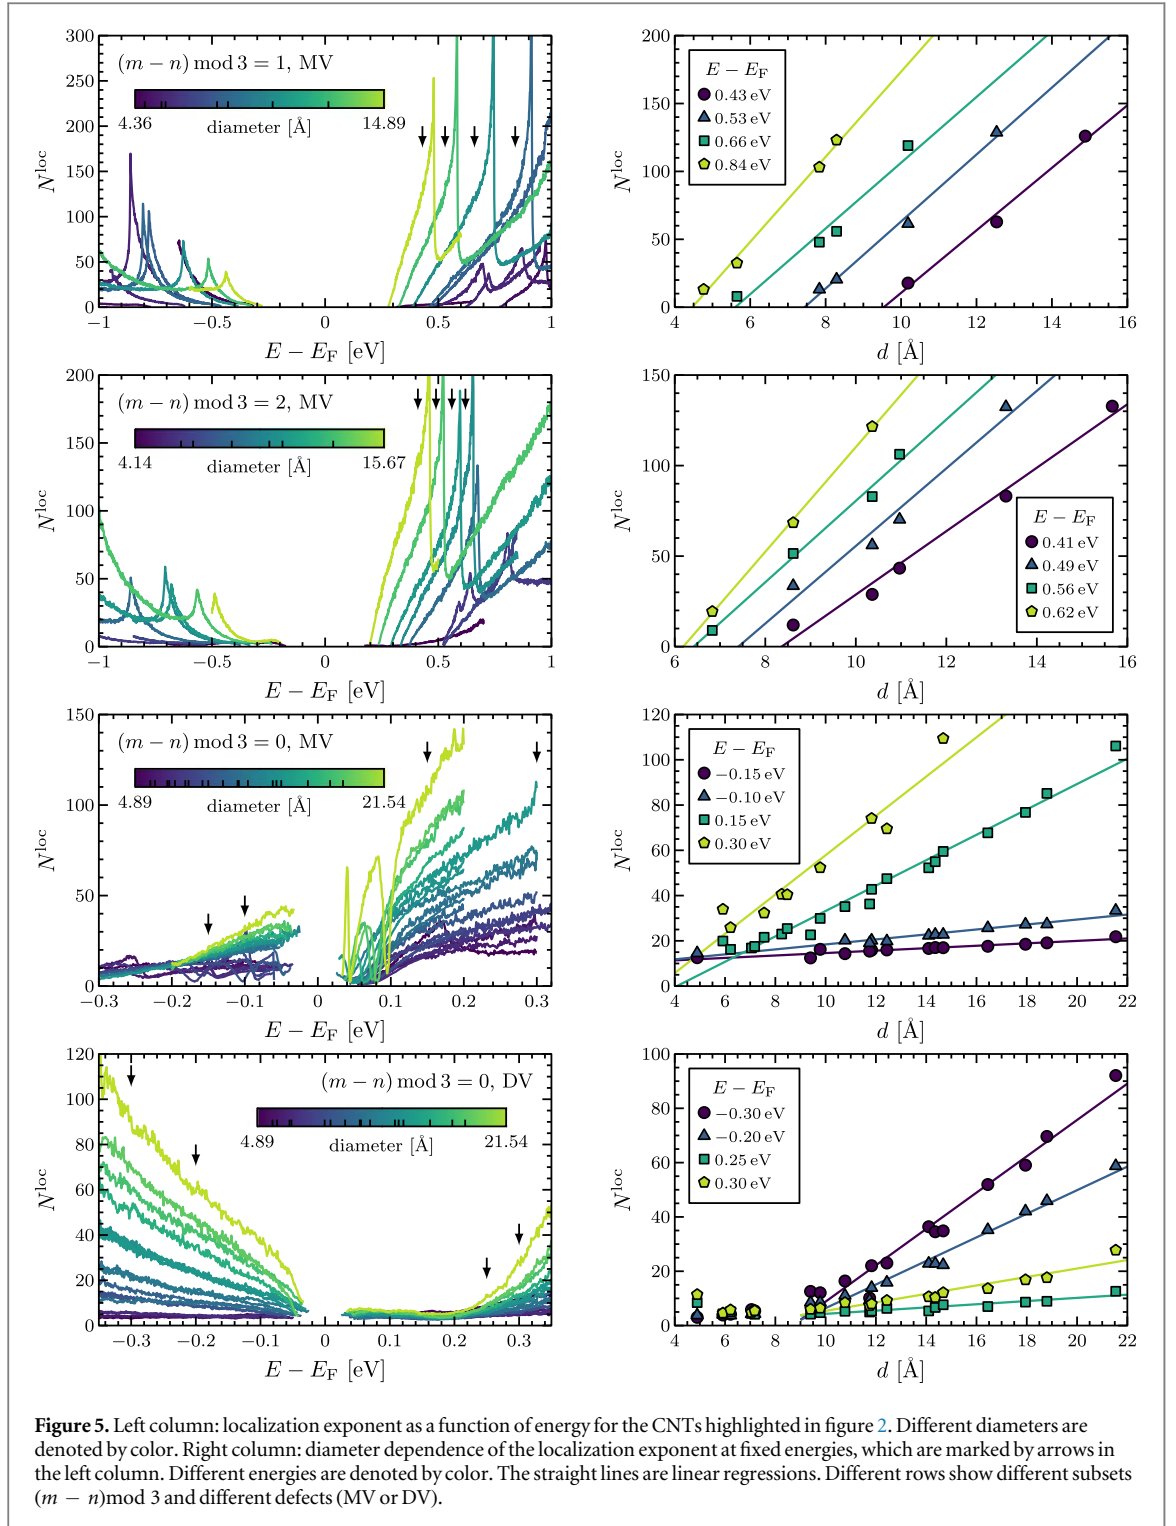 300
250
200
150
100
50
0
N^loc
(m − n) mod 3 = 1, MV
4.36 diameter [Å] 14.89
−1 −0.5 0 0.5 1
E − E_F [eV]
200
150
100
50
0
N^loc
E − E_F
0.43 eV
0.53 eV
0.66 eV
0.84 eV
4 6 8 10 12 14 16
d [Å]
200
150
100
50
0
N^loc
(m − n) mod 3 = 2, MV
4.14 diameter [Å] 15.67
−1 −0.5 0 0.5 1
E − E_F [eV]
150
100
50
0
N^loc
E − E_F
0.41 eV
0.49 eV
0.56 eV
0.62 eV
6 8 10 12 14 16
d [Å]
150
100
50
0
N^loc
(m − n) mod 3 = 0, MV
4.89 diameter [Å] 21.54
−0.3 −0.2 −0.1 0 0.1 0.2 0.3
E − E_F [eV]
120
100
80
60
40
20
0
N^loc
E − E_F
−0.15 eV
−0.10 eV
0.15 eV
0.30 eV
4 6 8 10 12 14 16 18 20 22
d [Å]
120
100
80
60
40
20
0
N^loc
(m − n) mod 3 = 0, DV
4.89 diameter [Å] 21.54
−0.3 −0.2 −0.1 0 0.1 0.2 0.3
E − E_F [eV]
100
80
60
40
20
0
N^loc
E − E_F
−0.30 eV
−0.20 eV
0.25 eV
0.30 eV
4 6 8 10 12 14 16 18 20 22
d [Å]
Figure 5. Left column: localization exponent as a function of energy for the CNTs highlighted in figure 2. Different diameters are
denoted by color. Right column: diameter dependence of the localization exponent at fixed energies, which are marked by arrows in
the left column. Different energies are denoted by color. The straight lines are linear regressions. Different rows show different subsets
(m − n)mod 3 and different defects (MV or DV).